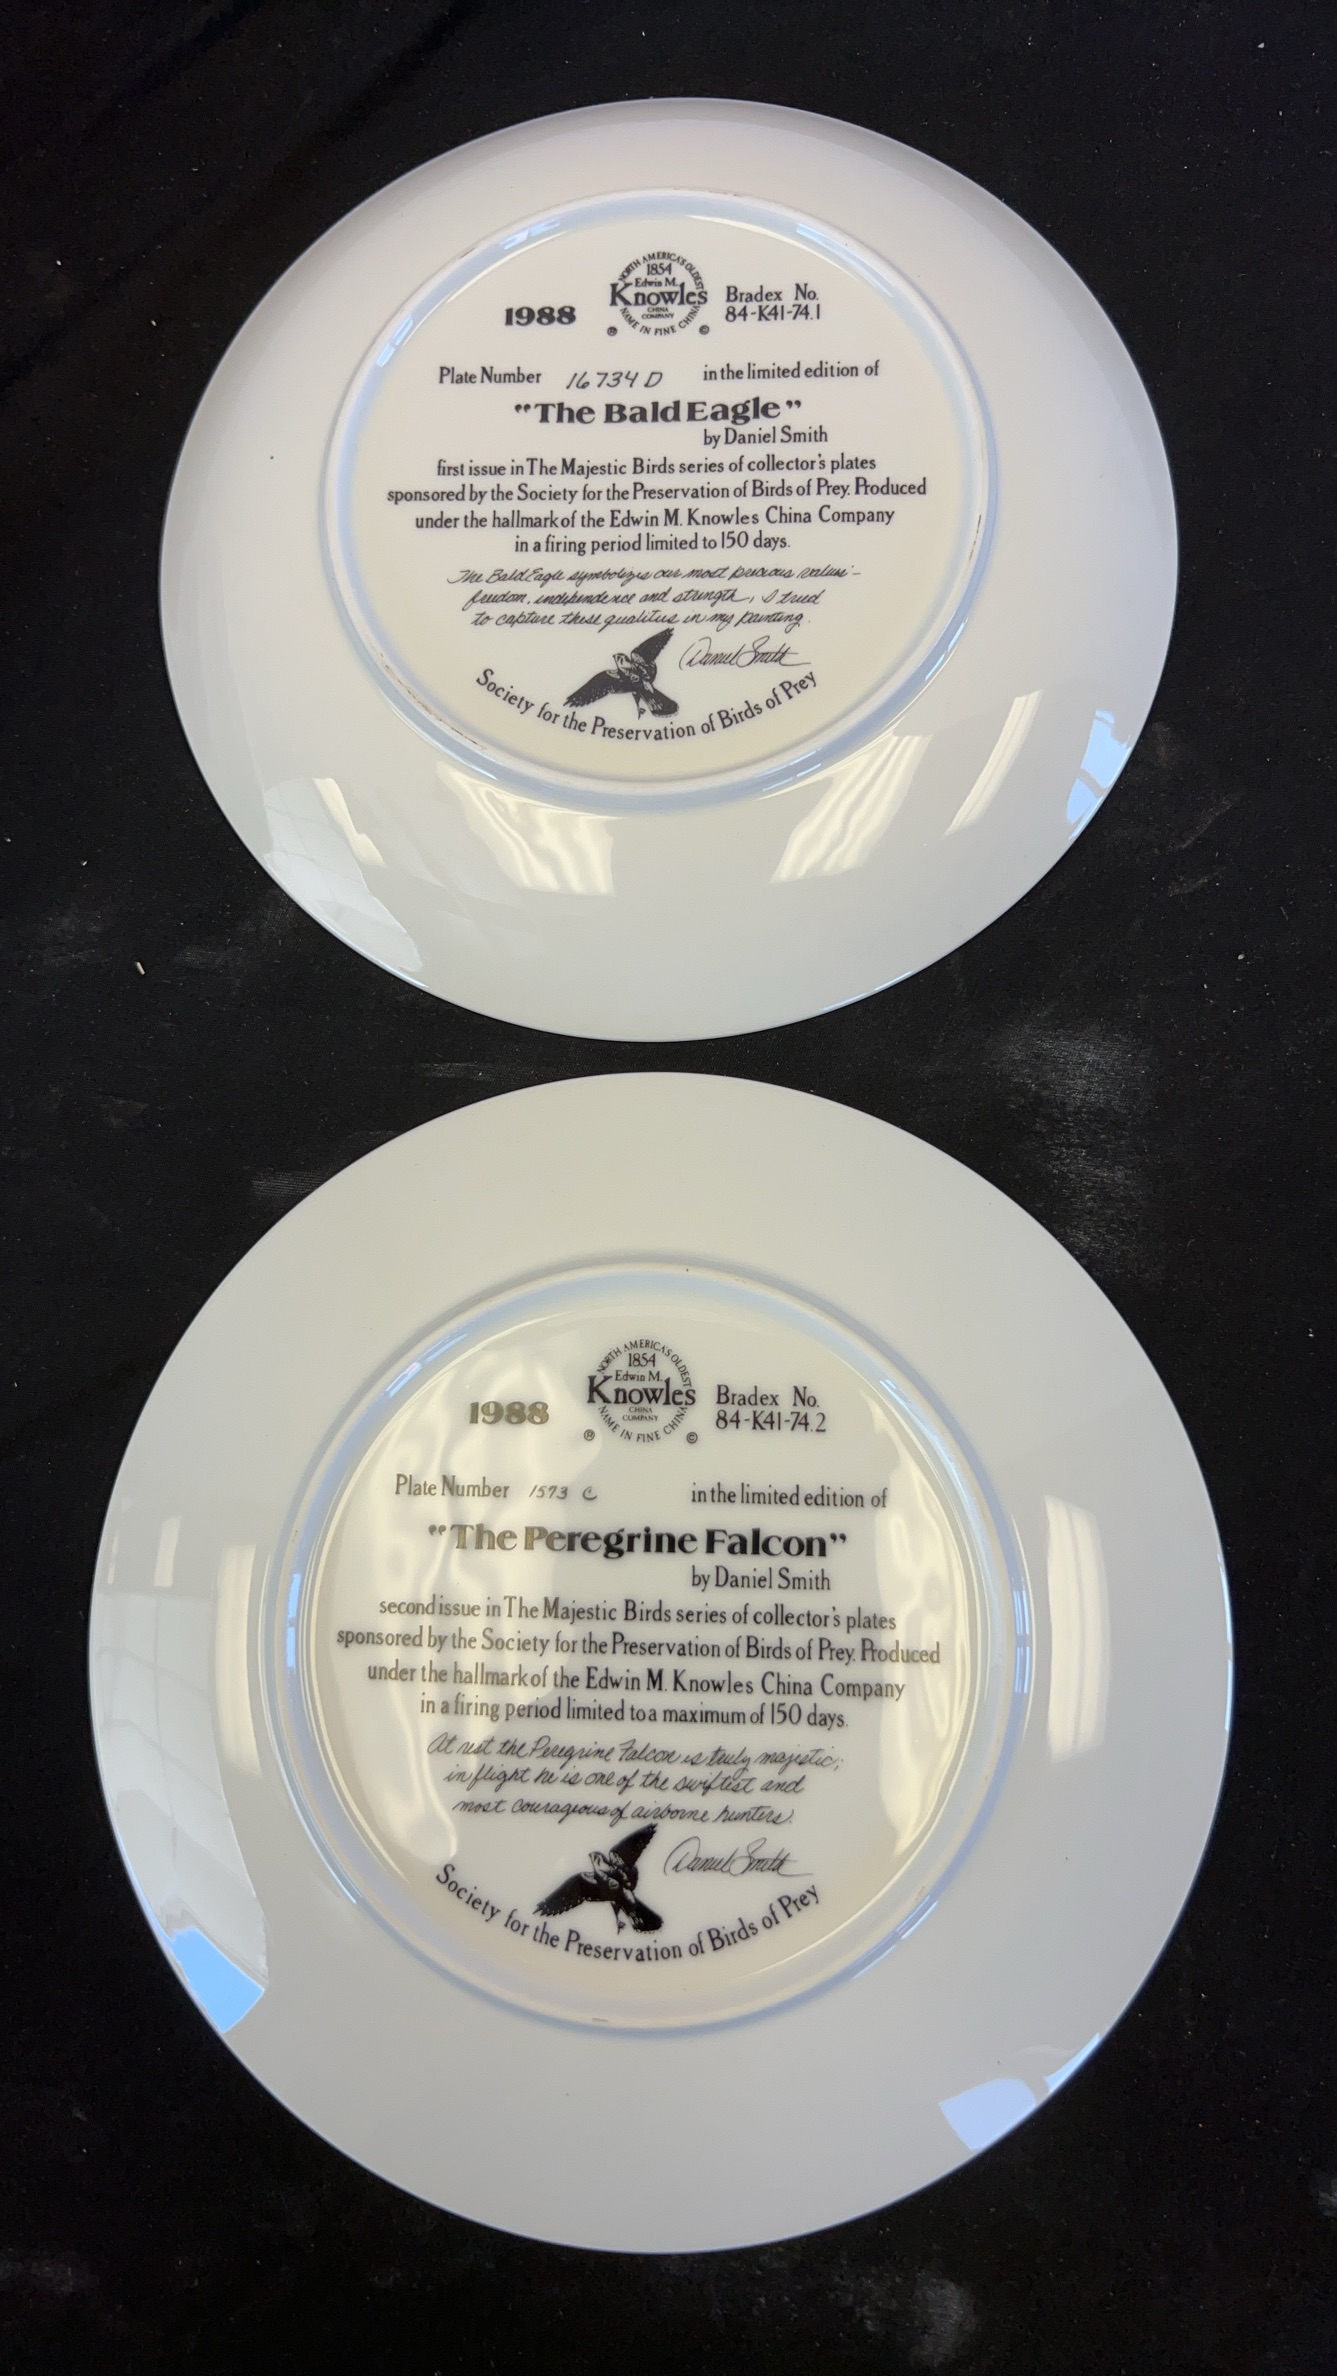 NORTH AMERICA'S OLDEST
1854
Edwin M.
Knowles
CHINA
COMPANY
NAME IN FINE CHINA
® ©
1988
Bradex No.
84-K41-74.1
Plate Number 16734 D in the limited edition of
"The Bald Eagle"
by Daniel Smith
first issue in The Majestic Birds series of collector's plates
sponsored by the Society for the Preservation of Birds of Prey. Produced
under the hallmark of the Edwin M. Knowles China Company
in a firing period limited to 150 days.
The Bald Eagle symbolizes our most precious values–
freedom, independence and strength, I tried
to capture these qualities in my painting.
Daniel Smith
Society for the Preservation of Birds of Prey
NORTH AMERICA'S OLDEST
1854
Edwin M.
Knowles
CHINA
COMPANY
NAME IN FINE CHINA
® ©
1988
Bradex No.
84-K41-74.2
Plate Number 1573 C in the limited edition of
"The Peregrine Falcon"
by Daniel Smith
second issue in The Majestic Birds series of collector's plates
sponsored by the Society for the Preservation of Birds of Prey. Produced
under the hallmark of the Edwin M. Knowles China Company
in a firing period limited to a maximum of 150 days.
At rest the Peregrine Falcon is truly majestic;
in flight he is one of the swiftest and
most courageous of airborne hunters.
Daniel Smith
Society for the Preservation of Birds of Prey